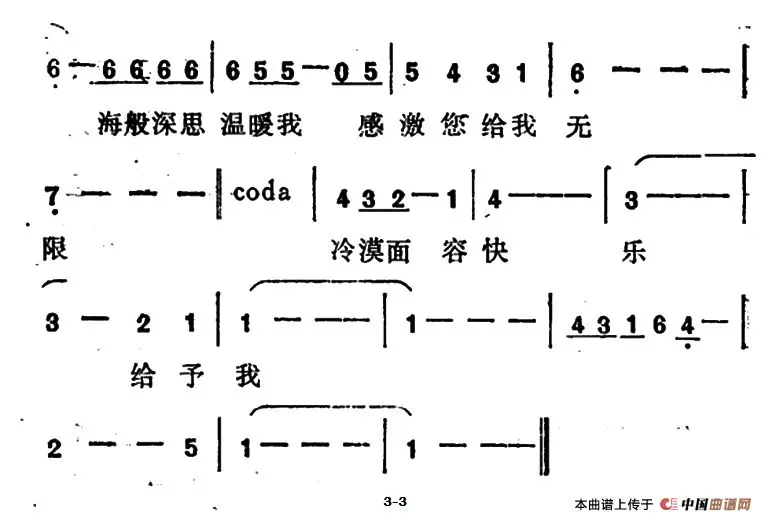 6 — 6 6 6 6 | 6 5 5 — 0 5 | 5 4 3 1 | 6 — — — |
海般深思 温暖我 感激您给我无
7 — — — || coda | 4 3 2 — 1 | 4 — — — | 3 — — — |
限 冷漠面容快 乐
3 — 2 1 | 1 — — — | 1 — — — | 4 3 1 6 4 — |
给予我
2 — — 5 | 1 — — — | 1 — — — ||
3-3
本曲谱上传于 中国曲谱网